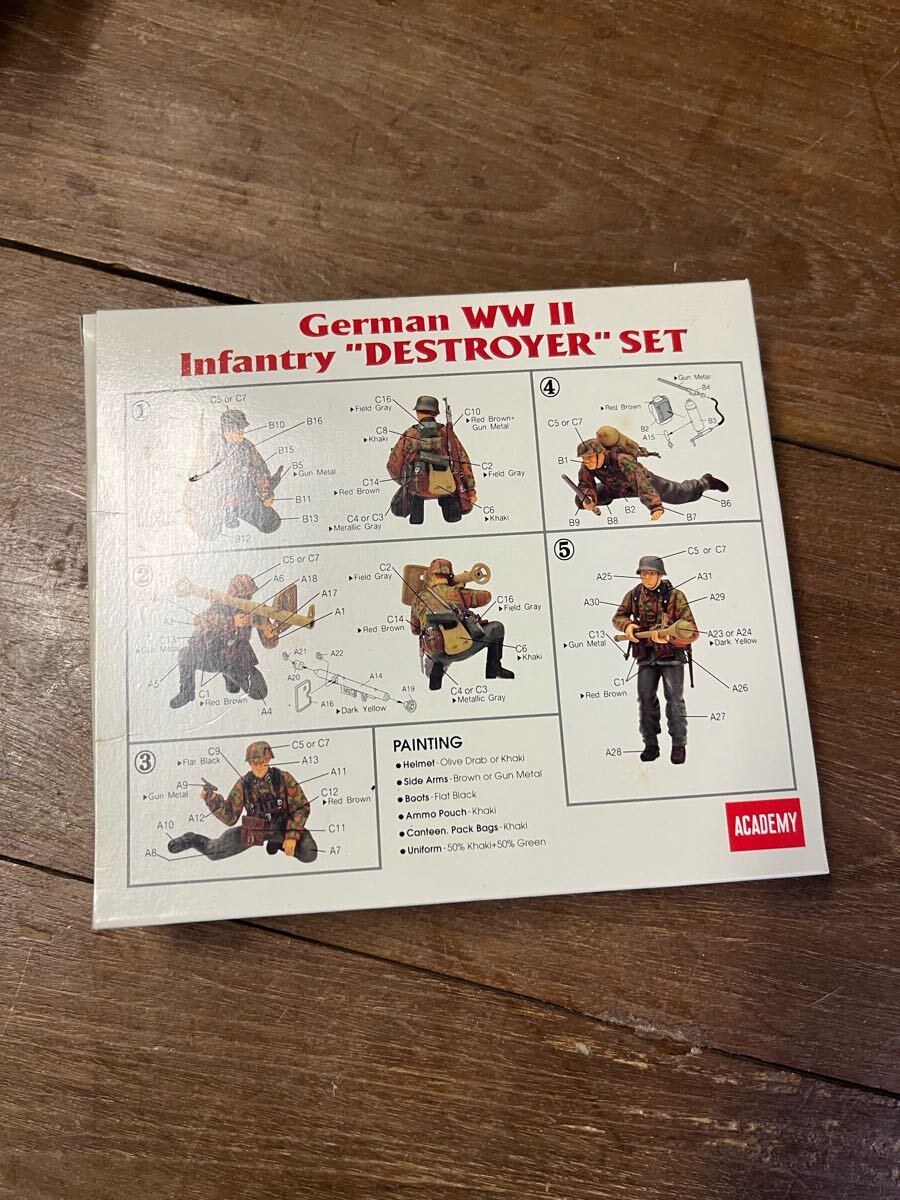 German WW II
Infantry "DESTROYER" SET
①
C5 or C7
B10
B16
B15
B5
▶Gun Metal
B11
B13
B12
C16
▶Field Gray
C10
▶Red Brown+
Gun Metal
C8
▶Khaki
C2
▶Field Gray
C14
▶Red Brown
C6
▶Khaki
C4 or C3
▶Metallic Gray
②
C5 or C7
A6
A18
A17
A1
A2
C13
▶Gun Metal
A5
C1
▶Red Brown
A4
A21
A22
A20
A14
A19
A16
▶Dark Yellow
C2
▶Field Gray
C16
▶Field Gray
C14
▶Red Brown
C6
▶Khaki
C4 or C3
▶Metallic Gray
③
C9
▶Flat Black
C5 or C7
A13
A11
A9
▶Gun Metal
C12
▶Red Brown
A12
A10
C11
A8
A7
④
▶Gun Metal
B4
▶Red Brown
B3
B2
A15
C5 or C7
B1
B9
B8
B2
B7
B6
⑤
C5 or C7
A25
A31
A30
A29
C13
▶Gun Metal
A23 or A24
▶Dark Yellow
C1
▶Red Brown
A26
A27
A28
PAINTING
● Helmet-Olive Drab or Khaki
● Side Arms-Brown or Gun Metal
● Boots-Flat Black
● Ammo Pouch-Khaki
● Canteen. Pack Bags-Khaki
● Uniform-50% Khaki+50% Green
ACADEMY